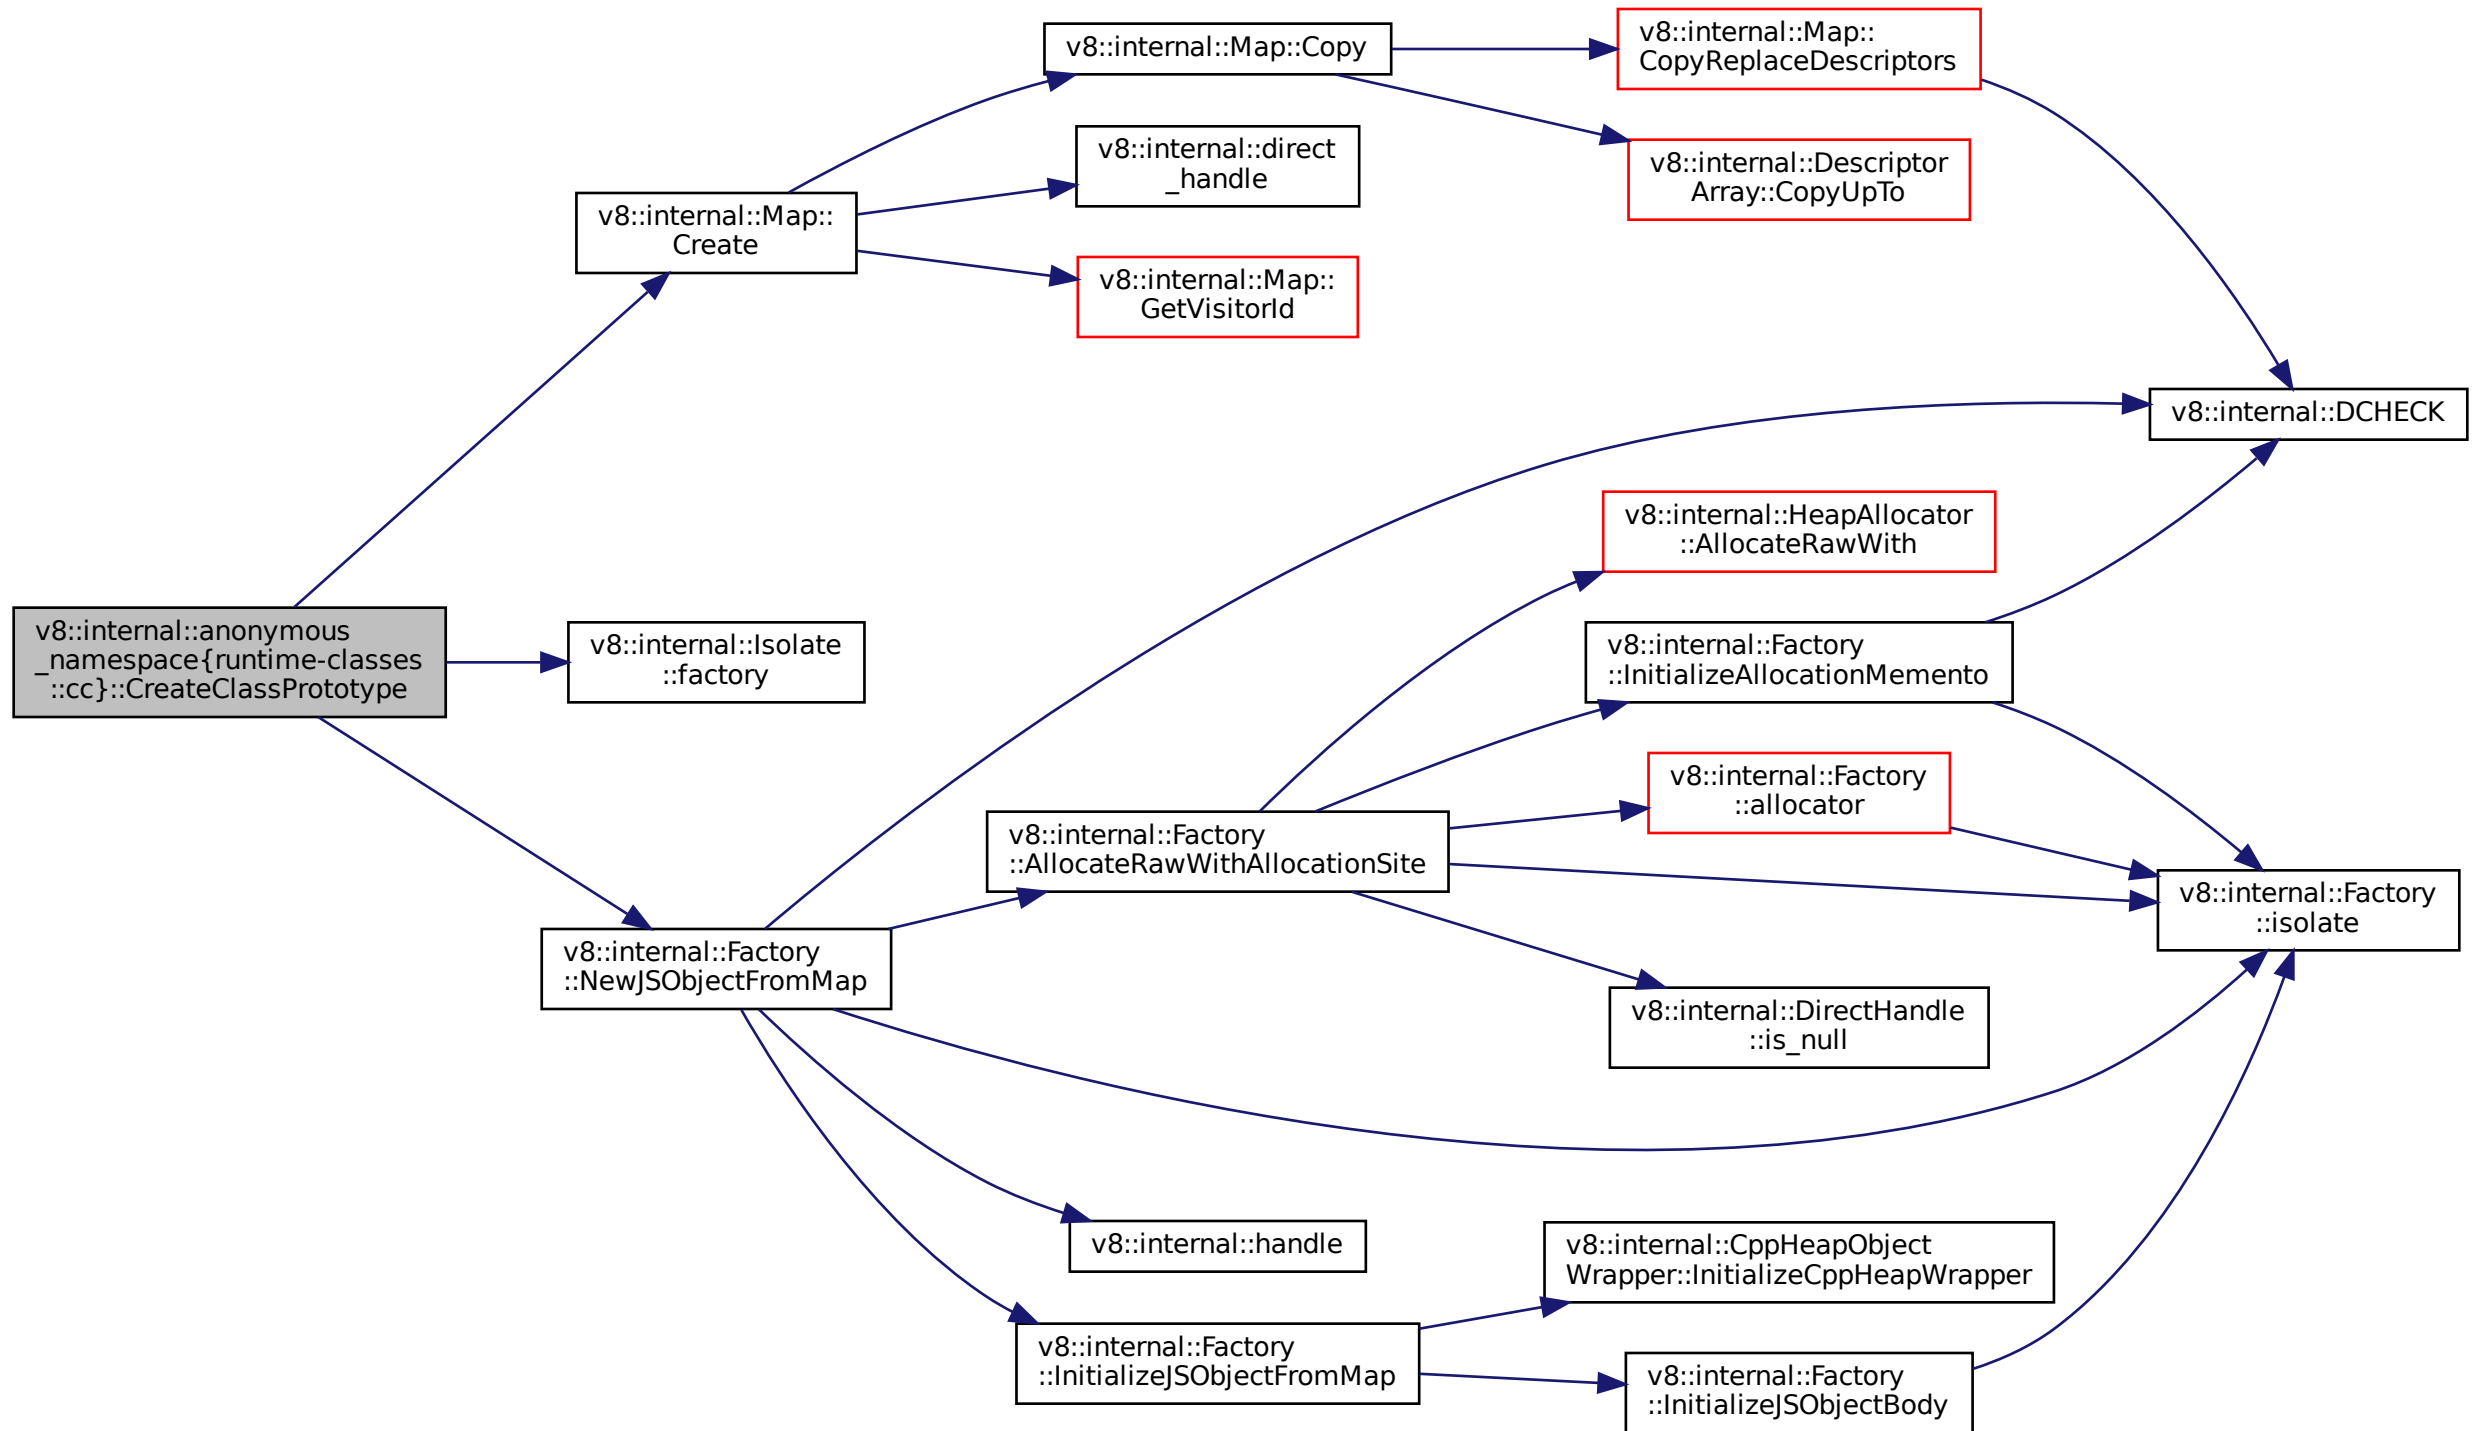 v8::internal::anonymous
_namespace{runtime-classes
::cc}::CreateClassPrototype
v8::internal::Map::
Create
v8::internal::Isolate
::factory
v8::internal::Factory
::NewJSObjectFromMap
v8::internal::Map::Copy
v8::internal::direct
_handle
v8::internal::Map::
GetVisitorId
v8::internal::Factory
::AllocateRawWithAllocationSite
v8::internal::handle
v8::internal::Factory
::InitializeJSObjectFromMap
v8::internal::Map::
CopyReplaceDescriptors
v8::internal::Descriptor
Array::CopyUpTo
v8::internal::HeapAllocator
::AllocateRawWith
v8::internal::Factory
::InitializeAllocationMemento
v8::internal::Factory
::allocator
v8::internal::DirectHandle
::is_null
v8::internal::CppHeapObject
Wrapper::InitializeCppHeapWrapper
v8::internal::Factory
::InitializeJSObjectBody
v8::internal::DCHECK
v8::internal::Factory
::isolate